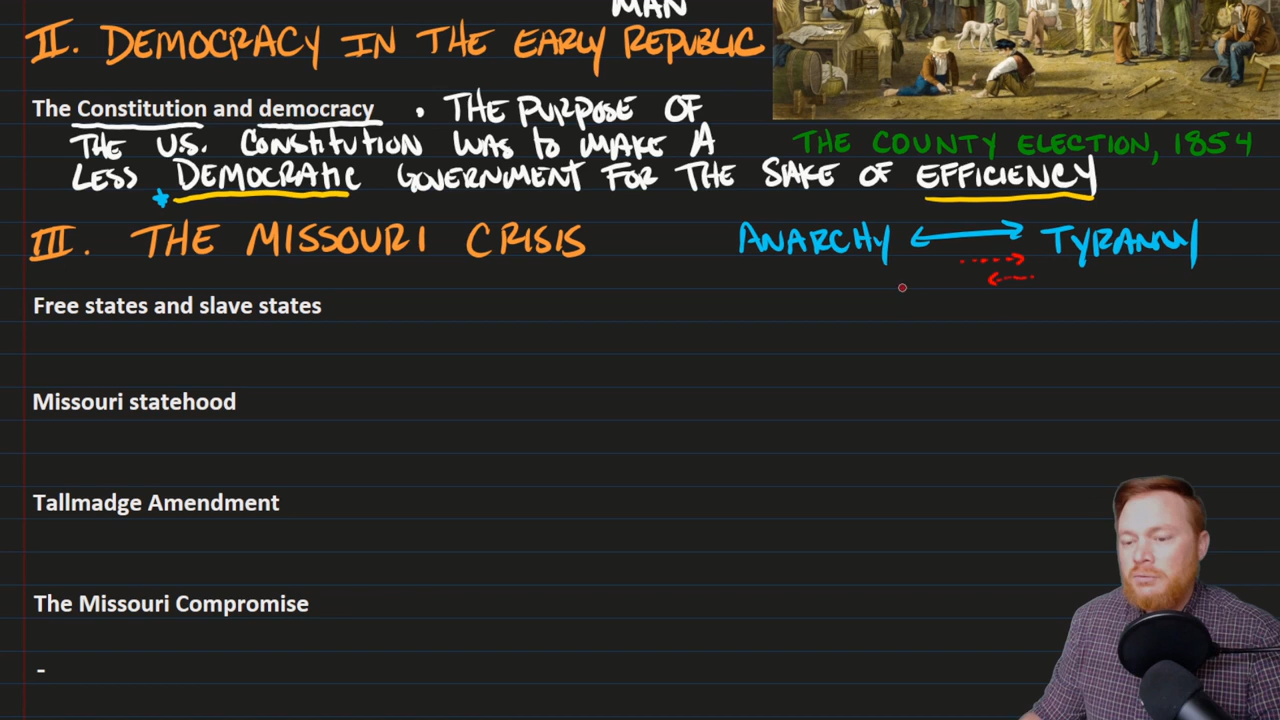 MAN
II. DEMOCRACY IN THE EARLY REPUBLIC
The Constitution and democracy • THE PURPOSE OF
THE U.S. CONSTITUTION WAS TO MAKE A
LESS DEMOCRATIC GOVERNMENT FOR THE SAKE OF EFFICIENCY
THE COUNTY ELECTION, 1854
III. THE MISSOURI CRISIS
ANARCHY ↔ TYRANNY
Free states and slave states
Missouri statehood
Tallmadge Amendment
The Missouri Compromise
-